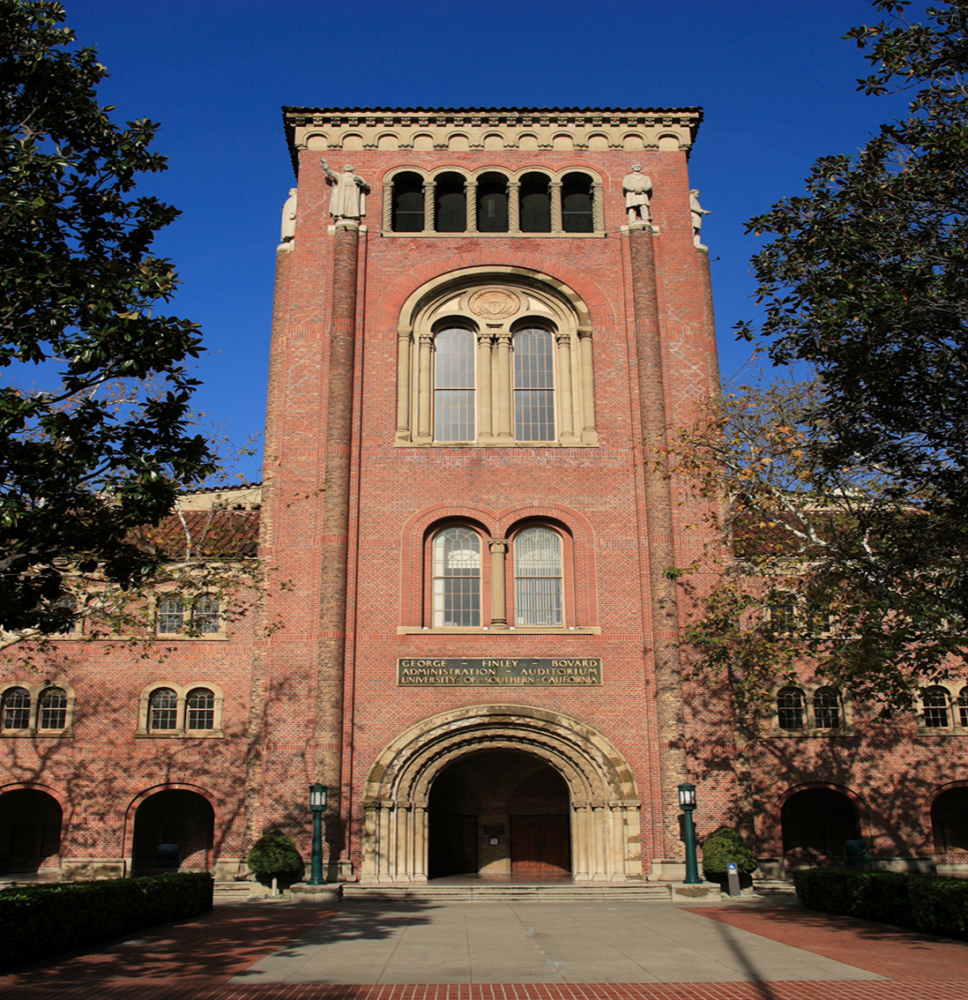 GEORGE - FINLEY - BOVARD
ADMINISTRATION - AUDITORIUM
UNIVERSITY OF SOUTHERN CALIFORNIA